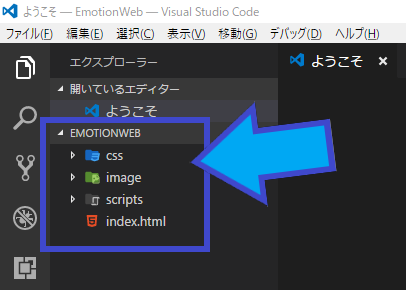 ようこそ — EmotionWeb — Visual Studio Code
ファイル(F) 編集(E) 選択(C) 表示(V) 移動(G) デバッグ(D) ヘルプ(H)
エクスプローラー
ようこそ
開いているエディター
ようこそ
EMOTIONWEB
css
image
scripts
index.html